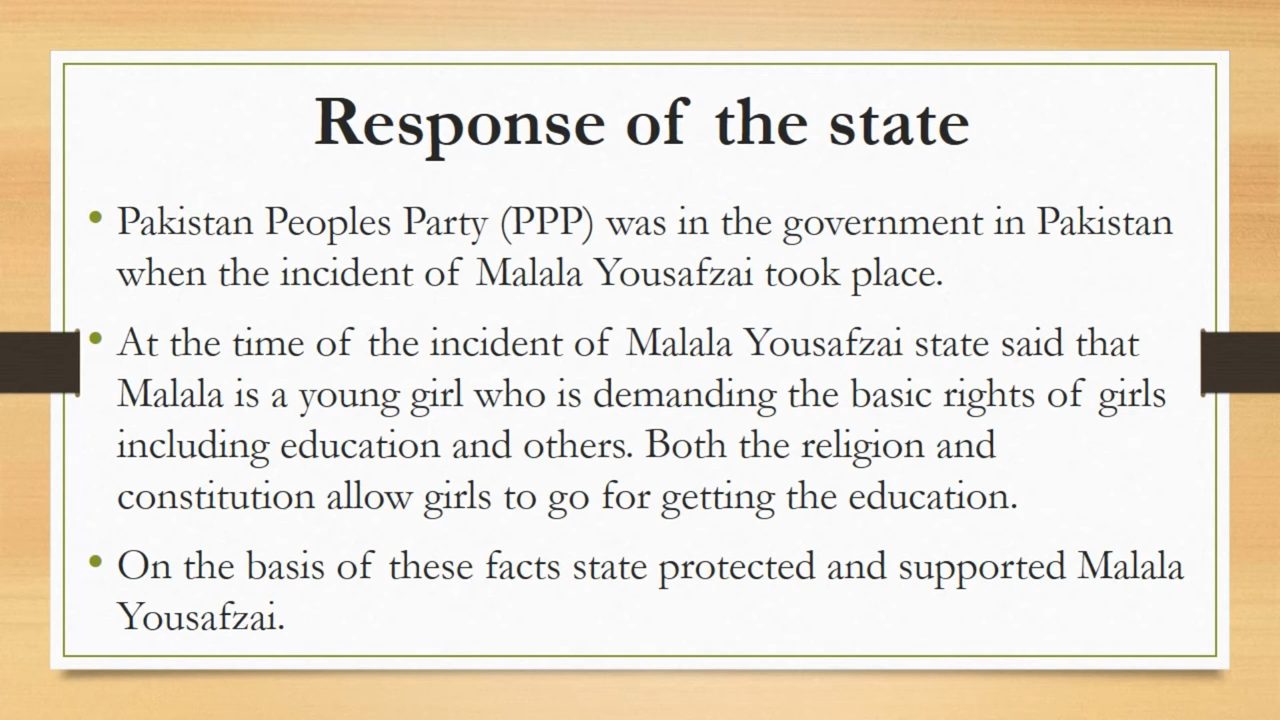 Response of the state
• Pakistan Peoples Party (PPP) was in the government in Pakistan
when the incident of Malala Yousafzai took place.
• At the time of the incident of Malala Yousafzai state said that
Malala is a young girl who is demanding the basic rights of girls
including education and others. Both the religion and
constitution allow girls to go for getting the education.
• On the basis of these facts state protected and supported Malala
Yousafzai.